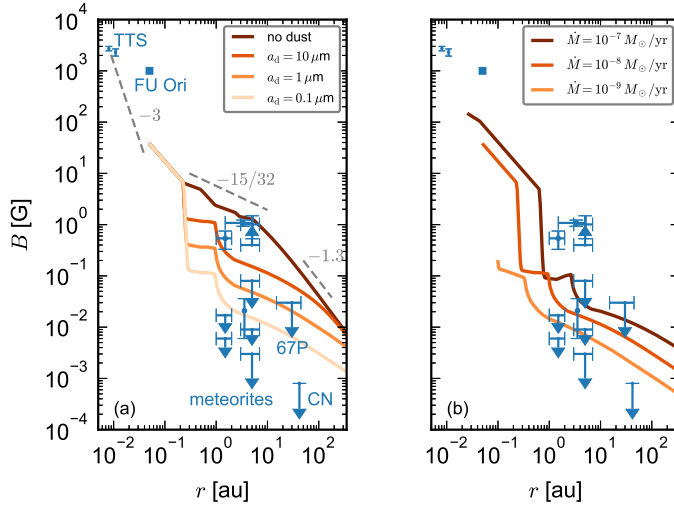 TTS
FU Ori
−3
no dust
a_d = 10 μm
a_d = 1 μm
a_d = 0.1 μm
−15/32
−1.3
67P
meteorites
CN
(a)
B [G]
10^4
10^3
10^2
10^1
10^0
10^−1
10^−2
10^−3
10^−4
10^−2
10^−1
10^0
10^1
10^2
r [au]
Ṁ = 10^−7 M_⊙/yr
Ṁ = 10^−8 M_⊙/yr
Ṁ = 10^−9 M_⊙/yr
(b)
10^−2
10^−1
10^0
10^1
10^2
r [au]